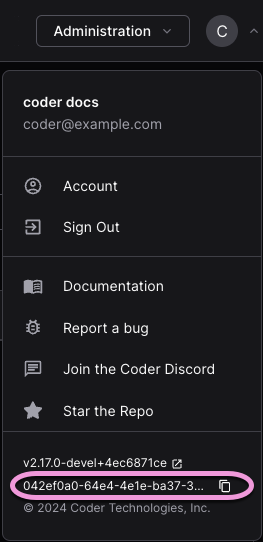 Administration
C
coder docs
coder@example.com
Account
Sign Out
Documentation
Report a bug
Join the Coder Discord
Star the Repo
v2.17.0-devel+4ec6871ce
042ef0a0-64e4-4e1e-ba37-3...
© 2024 Coder Technologies, Inc.